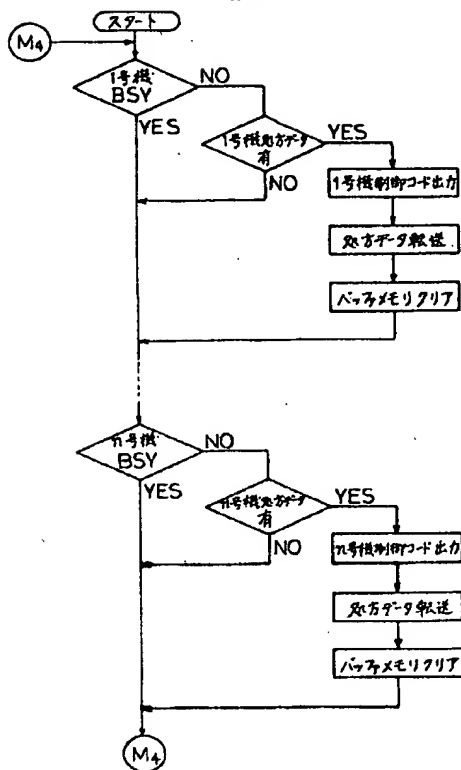 スタート
M4
1号機
BSY
NO
YES
1号機処方データ
有
YES
NO
1号機制御コード出力
処方データ転送
バッファメモリクリア
n号機
BSY
NO
YES
n号機処方データ
有
YES
NO
n号機制御コード出力
処方データ転送
バッファメモリクリア
M4